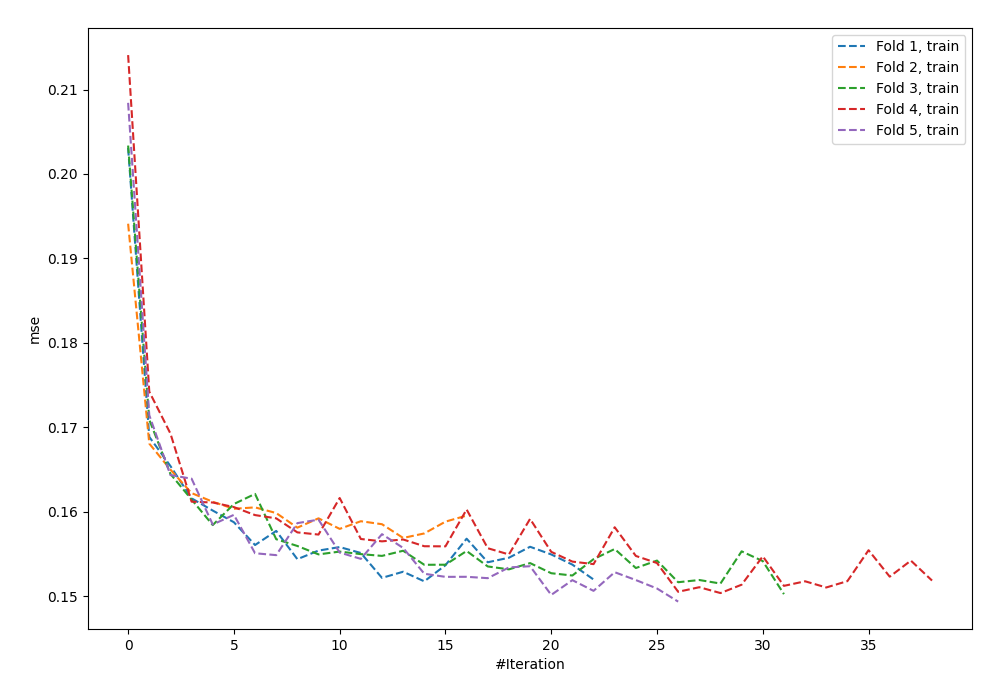 Fold 1, train
Fold 2, train
Fold 3, train
Fold 4, train
Fold 5, train
0.21
0.20
0.19
0.18
0.17
0.16
0.15
mse
0 5 10 15 20 25 30 35
#Iteration